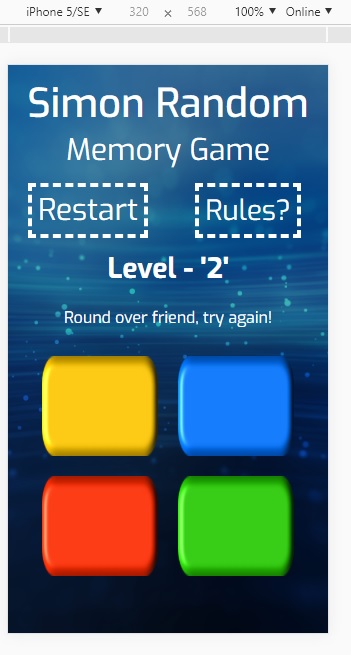 iPhone 5/SE ▼ 320 × 568 100% ▼ Online ▼
Simon Random
Memory Game
Restart Rules?
Level - '2'
Round over friend, try again!